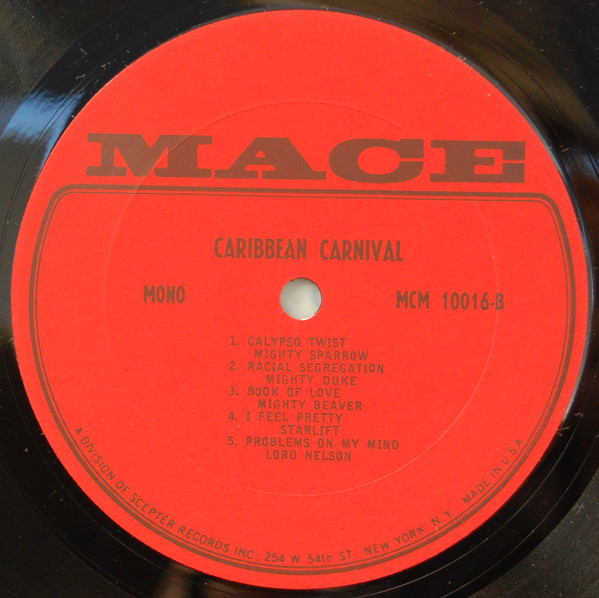 MACE
CARIBBEAN CARNIVAL
MONO
MCM 10016-B
1. CALYPSO TWIST
MIGHTY SPARROW
2. RACIAL SEGREGATION
MIGHTY DUKE
3. BOOK OF LOVE
MIGHTY BEAVER
4. I FEEL PRETTY
STARLIFT
5. PROBLEMS ON MY MIND
LORD NELSON
A DIVISION OF SCEPTER RECORDS INC., 254 W. 54th ST. NEW YORK, N.Y. MADE IN U.S.A.